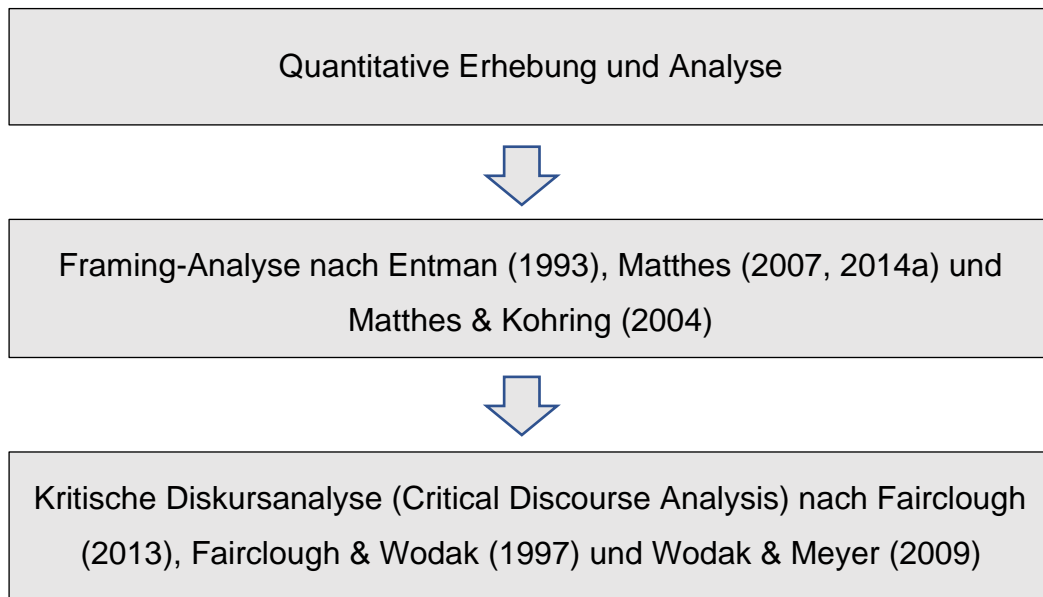 Quantitative Erhebung und Analyse
Framing-Analyse nach Entman (1993), Matthes (2007, 2014a) und
Matthes & Kohring (2004)
Kritische Diskursanalyse (Critical Discourse Analysis) nach Fairclough
(2013), Fairclough & Wodak (1997) und Wodak & Meyer (2009)